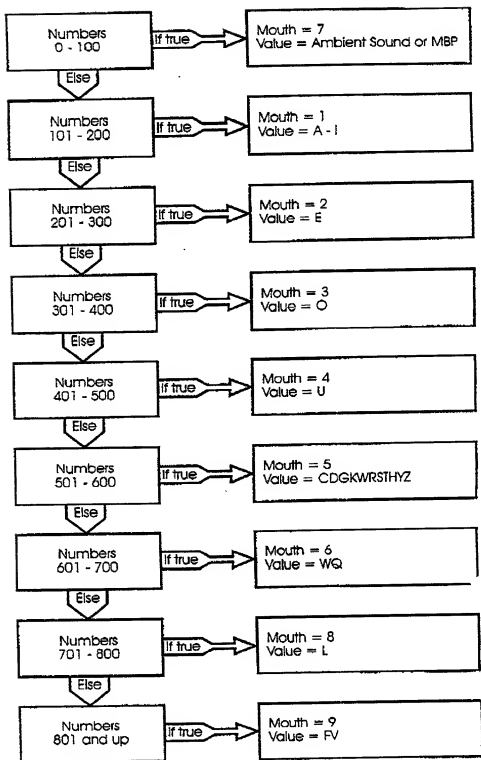 Numbers
0 - 100
If true
Mouth = 7
Value = Ambient Sound or MBP
Else
Numbers
101 - 200
If true
Mouth = 1
Value = A - I
Else
Numbers
201 - 300
If true
Mouth = 2
Value = E
Else
Numbers
301 - 400
If true
Mouth = 3
Value = O
Else
Numbers
401 - 500
If true
Mouth = 4
Value = U
Else
Numbers
501 - 600
If true
Mouth = 5
Value = CDGKWRSTHYZ
Else
Numbers
601 - 700
If true
Mouth = 6
Value = WQ
Else
Numbers
701 - 800
If true
Mouth = 8
Value = L
Else
Numbers
801 and up
If true
Mouth = 9
Value = FV